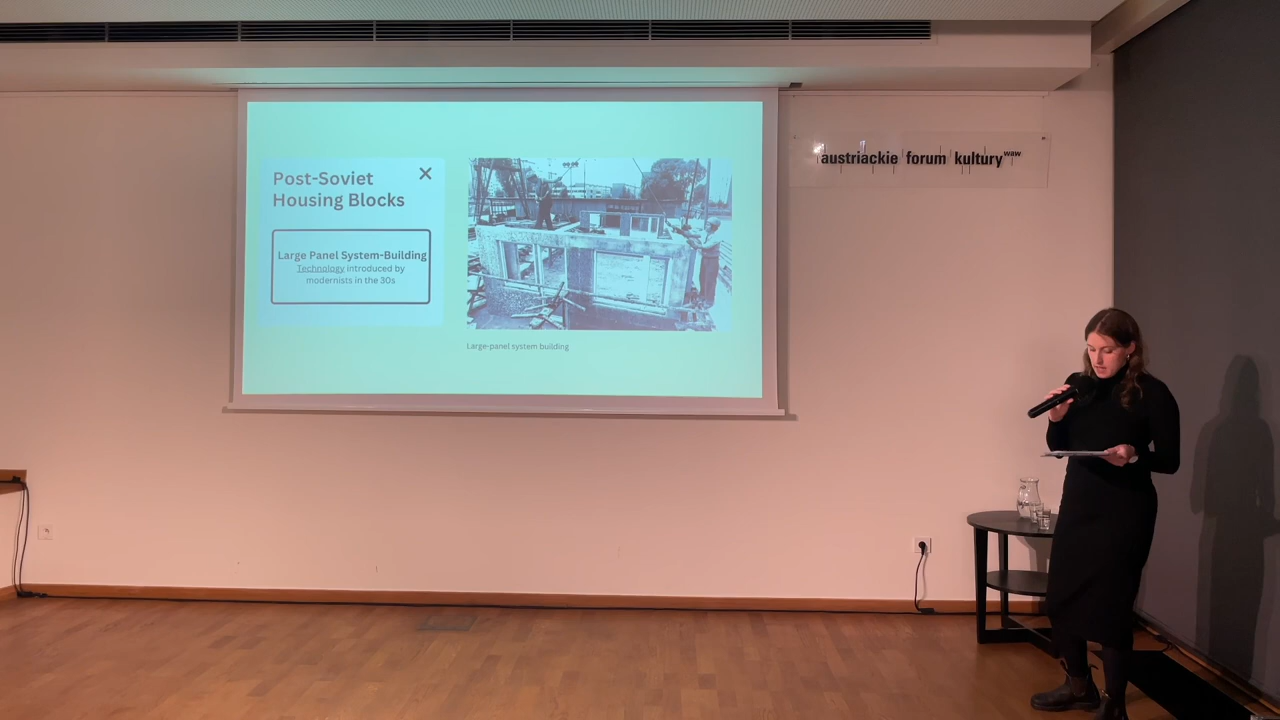 Post-Soviet
Housing Blocks
Large Panel System-Building
Technology introduced by
modernists in the 30s
Large-panel system building
austriackie forum kultury waw